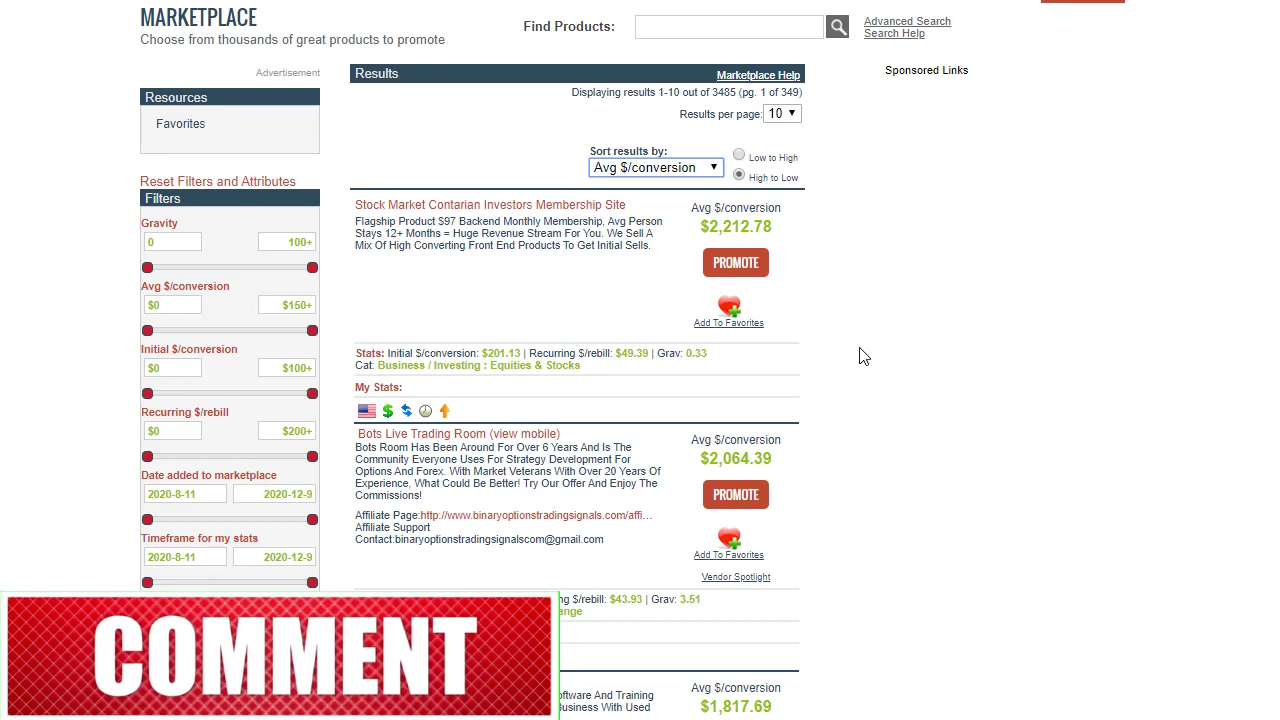 MARKETPLACE
Choose from thousands of great products to promote
Find Products:
Advanced Search
Search Help
Advertisement
Resources
Favorites
Reset Filters and Attributes
Filters
Gravity
0 100+
Avg $/conversion
$0 $150+
Initial $/conversion
$0 $100+
Recurring $/rebill
$0 $200+
Date added to marketplace
2020-8-11 2020-12-9
Timeframe for my stats
2020-8-11 2020-12-9
Results Marketplace Help
Displaying results 1-10 out of 3485 (pg. 1 of 349)
Results per page: 10
Sort results by:
Avg $/conversion
Low to High
High to Low
Stock Market Contarian Investors Membership Site
Flagship Product $97 Backend Monthly Membership, Avg Person
Stays 12+ Months = Huge Revenue Stream For You. We Sell A
Mix Of High Converting Front End Products To Get Initial Sells.
Avg $/conversion
$2,212.78
PROMOTE
Add To Favorites
Stats: Initial $/conversion: $201.13 | Recurring $/rebill: $49.39 | Grav: 0.33
Cat: Business / Investing : Equities & Stocks
My Stats:
Bots Live Trading Room (view mobile)
Bots Room Has Been Around For Over 6 Years And Is The
Community Everyone Uses For Strategy Development For
Options And Forex. With Market Veterans With Over 20 Years Of
Experience, What Could Be Better! Try Our Offer And Enjoy The
Commissions!
Affiliate Page:http://www.binaryoptionstradingsignals.com/affi...
Affiliate Support
Contact:binaryoptionstradingsignalscom@gmail.com
Avg $/conversion
$2,064.39
PROMOTE
Add To Favorites
Vendor Spotlight
ng $/rebill: $43.93 | Grav: 3.51
ange
oftware And Training
Business With Used
Avg $/conversion
$1,817.69
Sponsored Links
COMMENT